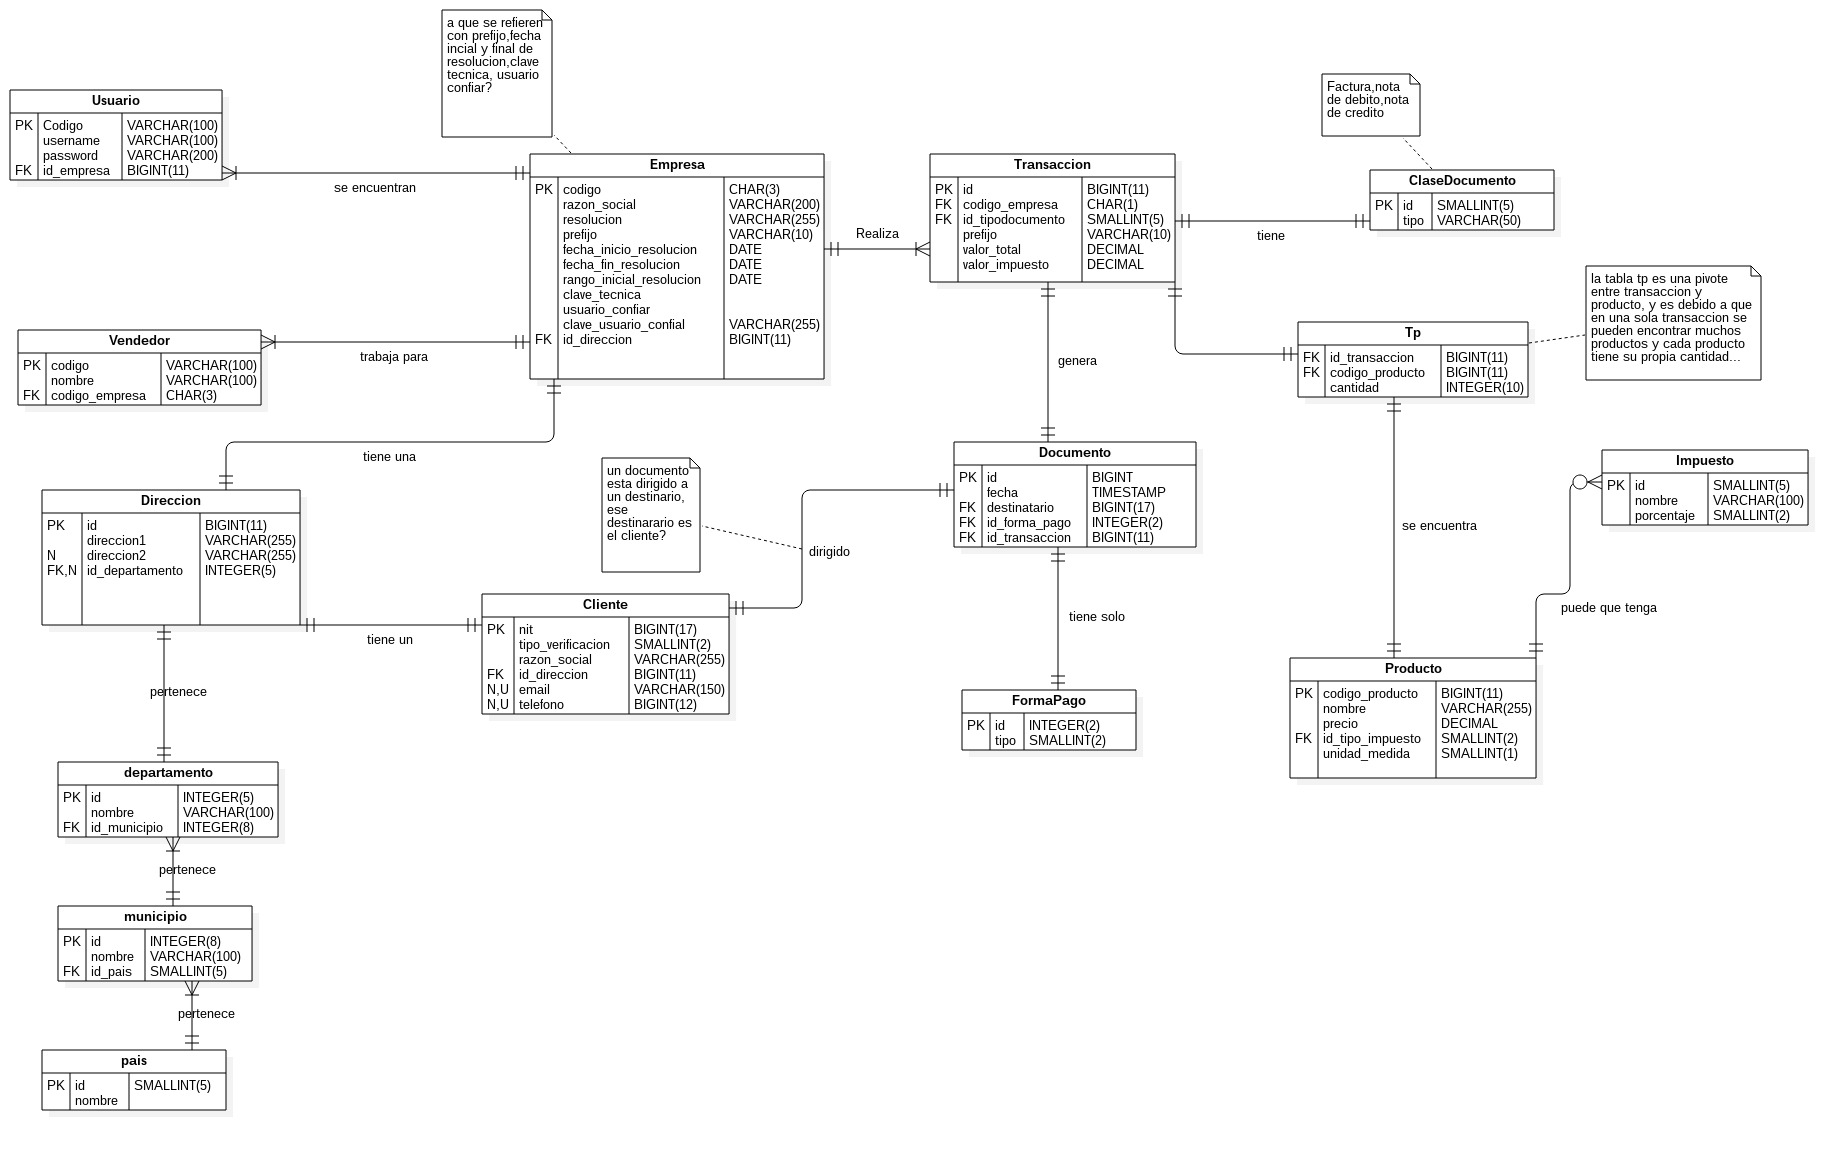 a que se refieren
con prefijo,fecha
incial y final de
resolucion,clave
tecnica, usuario
confiar?
Factura,nota
de debito,nota
de credito
Usuario
PK Codigo VARCHAR(100)
username VARCHAR(100)
password VARCHAR(200)
FK id_empresa BIGINT(11)
se encuentran
Empresa
PK codigo CHAR(3)
razon_social VARCHAR(200)
resolucion VARCHAR(255)
prefijo VARCHAR(10)
fecha_inicio_resolucion DATE
fecha_fin_resolucion DATE
rango_inicial_resolucion DATE
clave_tecnica
usuario_confiar
clave_usuario_confial VARCHAR(255)
FK id_direccion BIGINT(11)
Realiza
Transaccion
PK id BIGINT(11)
FK codigo_empresa CHAR(1)
FK id_tipodocumento SMALLINT(5)
prefijo VARCHAR(10)
valor_total DECIMAL
valor_impuesto DECIMAL
tiene
ClaseDocumento
PK id SMALLINT(5)
tipo VARCHAR(50)
la tabla tp es una pivote
entre transaccion y
producto, y es debido a que
en una sola transaccion se
pueden encontrar muchos
productos y cada producto
tiene su propia cantidad...
Vendedor
PK codigo VARCHAR(100)
nombre VARCHAR(100)
FK codigo_empresa CHAR(3)
trabaja para
genera
Tp
FK id_transaccion BIGINT(11)
FK codigo_producto BIGINT(11)
cantidad INTEGER(10)
tiene una
un documento
esta dirigido a
un destinario,
ese
destinarario es
el cliente?
dirigido
Documento
PK id BIGINT
fecha TIMESTAMP
FK destinatario BIGINT(17)
FK id_forma_pago INTEGER(2)
FK id_transaccion BIGINT(11)
se encuentra
Impuesto
PK id SMALLINT(5)
nombre VARCHAR(100)
porcentaje SMALLINT(2)
puede que tenga
Direccion
PK id BIGINT(11)
direccion1 VARCHAR(255)
N direccion2 VARCHAR(255)
FK,N id_departamento INTEGER(5)
tiene un
Cliente
PK nit BIGINT(17)
tipo_verificacion SMALLINT(2)
razon_social VARCHAR(255)
FK id_direccion BIGINT(11)
N,U email VARCHAR(150)
N,U telefono BIGINT(12)
tiene solo
FormaPago
PK id INTEGER(2)
tipo SMALLINT(2)
Producto
PK codigo_producto BIGINT(11)
nombre VARCHAR(255)
precio DECIMAL
FK id_tipo_impuesto SMALLINT(2)
unidad_medida SMALLINT(1)
pertenece
departamento
PK id INTEGER(5)
nombre VARCHAR(100)
FK id_municipio INTEGER(8)
pertenece
municipio
PK id INTEGER(8)
nombre VARCHAR(100)
FK id_pais SMALLINT(5)
pertenece
pais
PK id SMALLINT(5)
nombre